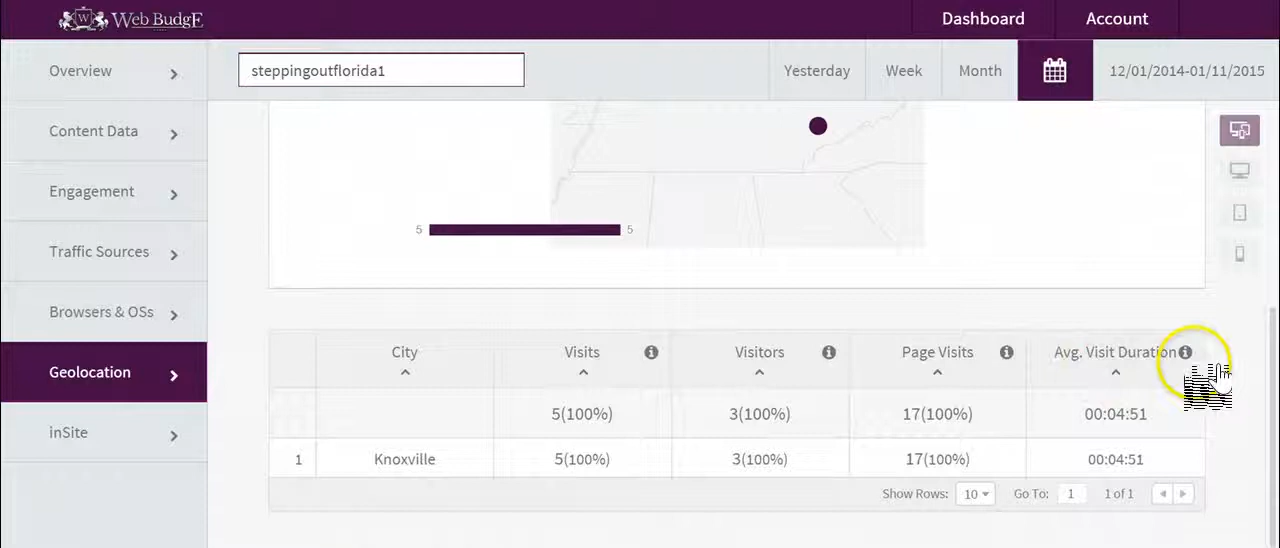 W Web BudgE
Dashboard
Account
steppingoutflorida1
Yesterday
Week
Month
12/01/2014-01/11/2015
Overview
Content Data
Engagement
Traffic Sources
Browsers & OSs
Geolocation
inSite
5
5
City Visits Visitors Page Visits Avg. Visit Duration
5(100%) 3(100%) 17(100%) 00:04:51
1 Knoxville 5(100%) 3(100%) 17(100%) 00:04:51
Show Rows: 10 Go To: 1 1 of 1